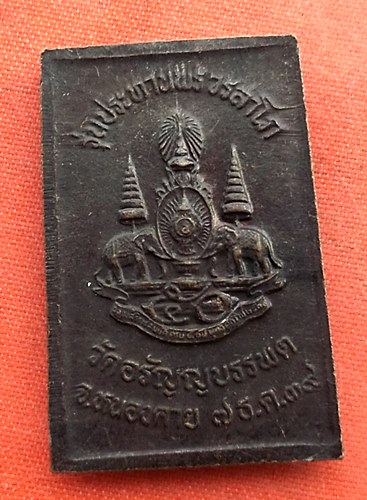 รุ่นประทานพร วรลาโภ
วัดอรัญญบรรพต
จ.หนองคาย ๗ ธ.ค.๓๙